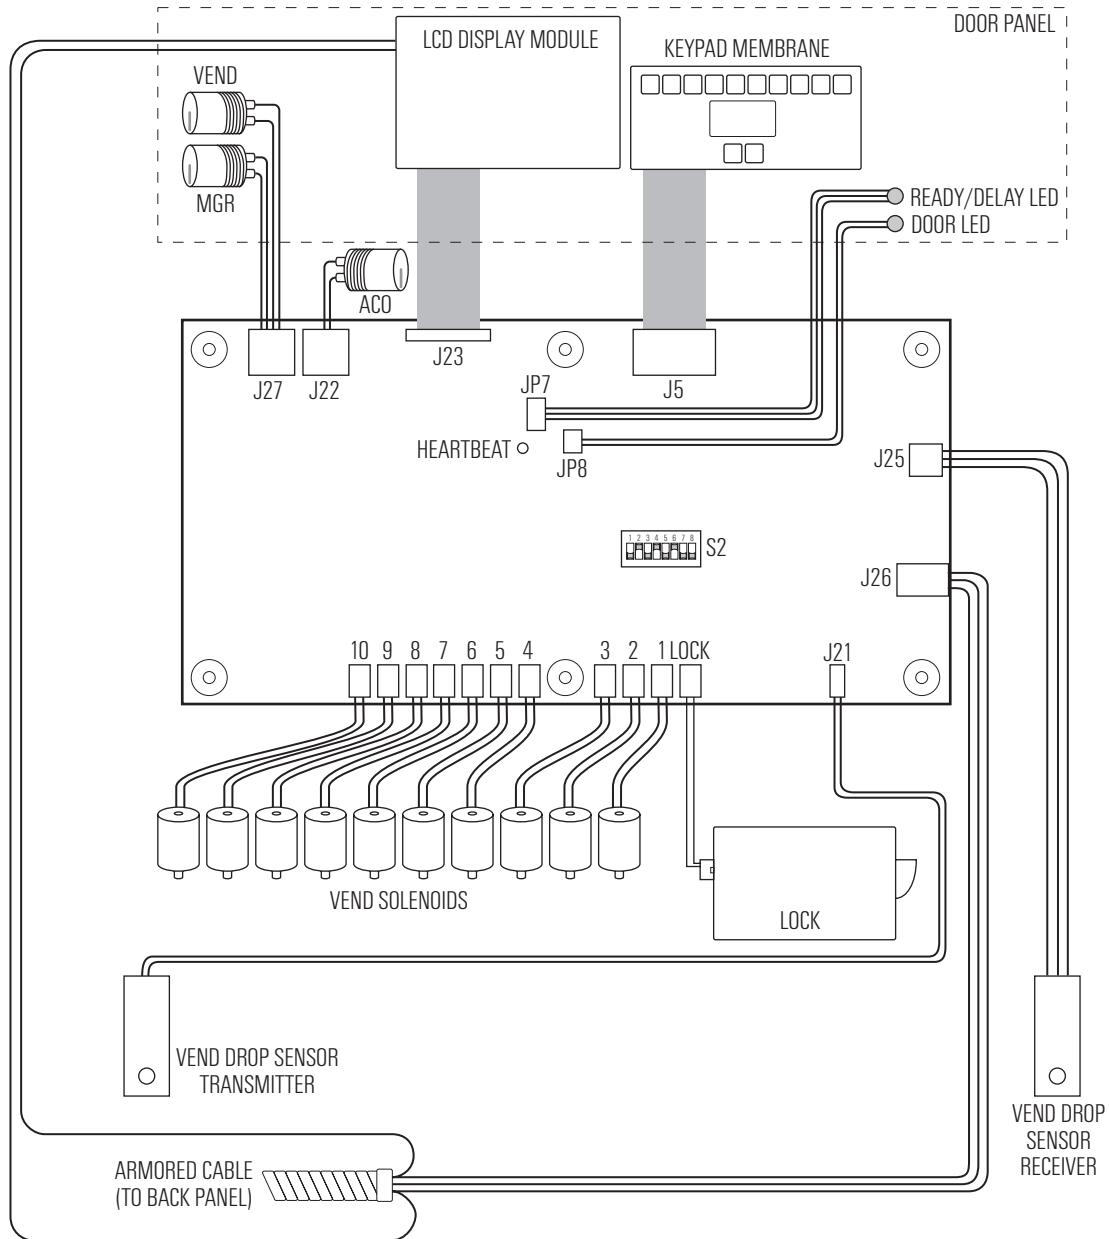 DOOR PANEL
LCD DISPLAY MODULE
KEYPAD MEMBRANE
VEND
MGR
READY/DELAY LED
DOOR LED
ACO
J27
J22
J23
J5
JP7
HEARTBEAT
JP8
J25
1 2 3 4 5 6 7 8
S2
J26
10 9 8 7 6 5 4 3 2 1 LOCK
J21
VEND SOLENOIDS
LOCK
VEND DROP SENSOR
TRANSMITTER
VEND DROP
SENSOR
RECEIVER
ARMORED CABLE
(TO BACK PANEL)